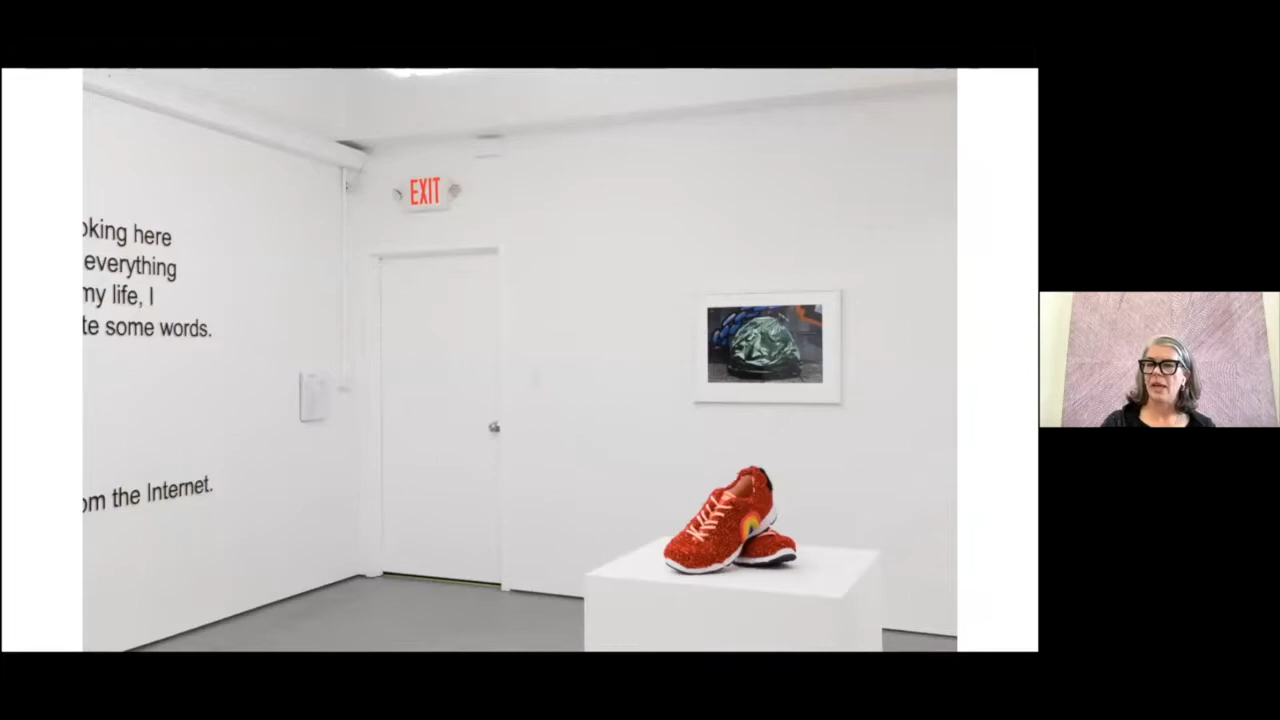 oking here
everything
my life, I
te some words.
om the Internet.
EXIT